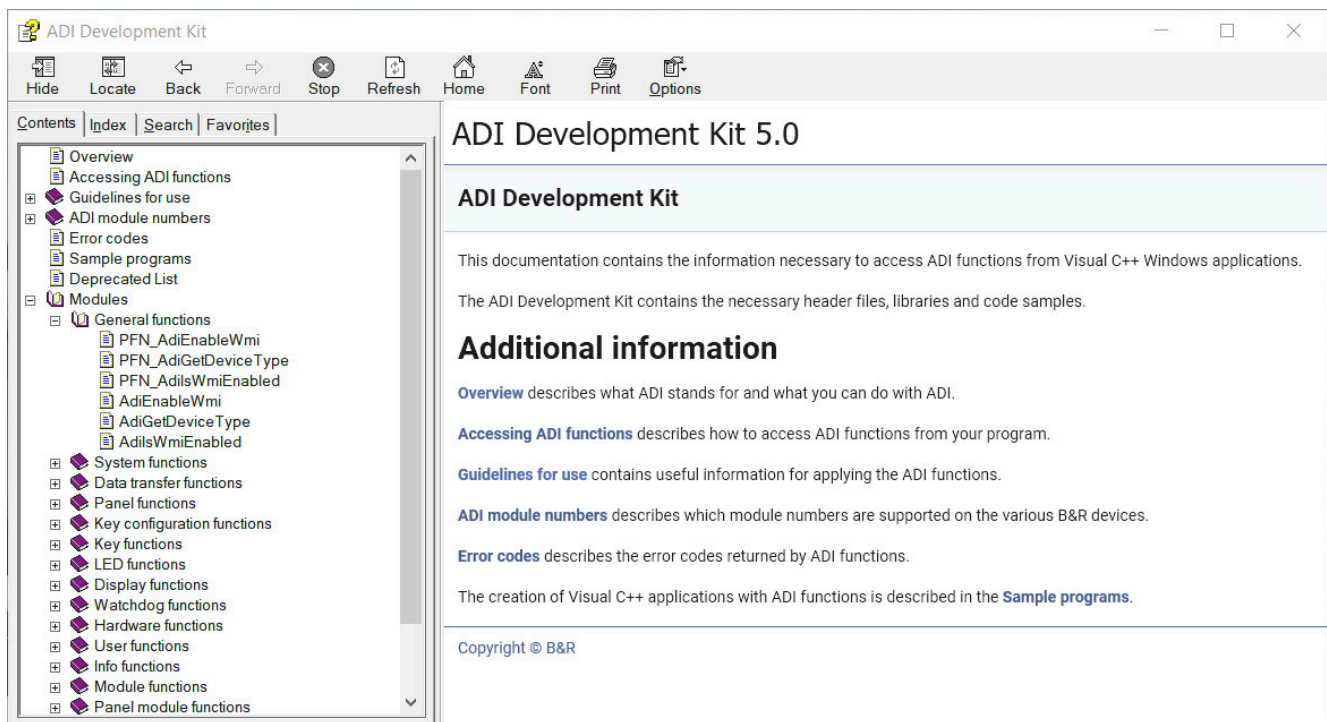 ADI Development Kit
Hide Locate Back Forward Stop Refresh Home Font Print Options
Contents Index Search Favorites
Overview
Accessing ADI functions
Guidelines for use
ADI module numbers
Error codes
Sample programs
Deprecated List
Modules
General functions
PFN_AdiEnableWmi
PFN_AdiGetDeviceType
PFN_AdiIsWmiEnabled
AdiEnableWmi
AdiGetDeviceType
AdiIsWmiEnabled
System functions
Data transfer functions
Panel functions
Key configuration functions
Key functions
LED functions
Display functions
Watchdog functions
Hardware functions
User functions
Info functions
Module functions
Panel module functions
ADI Development Kit 5.0
ADI Development Kit
This documentation contains the information necessary to access ADI functions from Visual C++ Windows applications.
The ADI Development Kit contains the necessary header files, libraries and code samples.
Additional information
Overview describes what ADI stands for and what you can do with ADI.
Accessing ADI functions describes how to access ADI functions from your program.
Guidelines for use contains useful information for applying the ADI functions.
ADI module numbers describes which module numbers are supported on the various B&R devices.
Error codes describes the error codes returned by ADI functions.
The creation of Visual C++ applications with ADI functions is described in the Sample programs.
Copyright © B&R